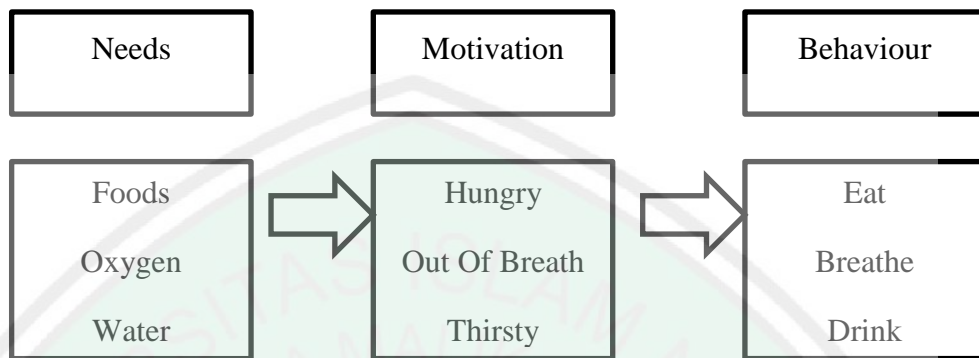 Needs
Motivation
Behaviour
Foods
Hungry
Eat
Oxygen
Out Of Breath
Breathe
Water
Thirsty
Drink